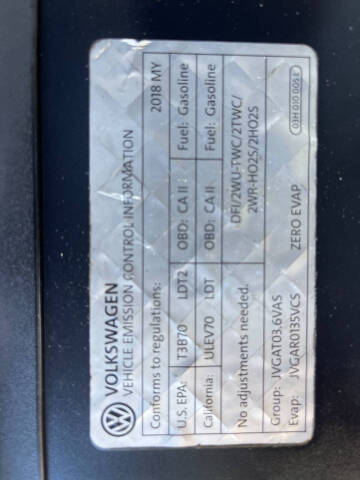 VOLKSWAGEN
VEHICLE EMISSION CONTROL INFORMATION
Conforms to regulations: 2018 MY
U.S. EPA: T3B70 LDT2 OBD: CA II Fuel: Gasoline
California: ULEV70 LDT OBD: CA II Fuel: Gasoline
No adjustments needed. DFI/2WU-TWC/2TWC/
2WR-HO2S/2HO2S
Group: JVGAT03.6VAS
Evap: JVGAR0135VCS ZERO EVAP
03H 010 005 E